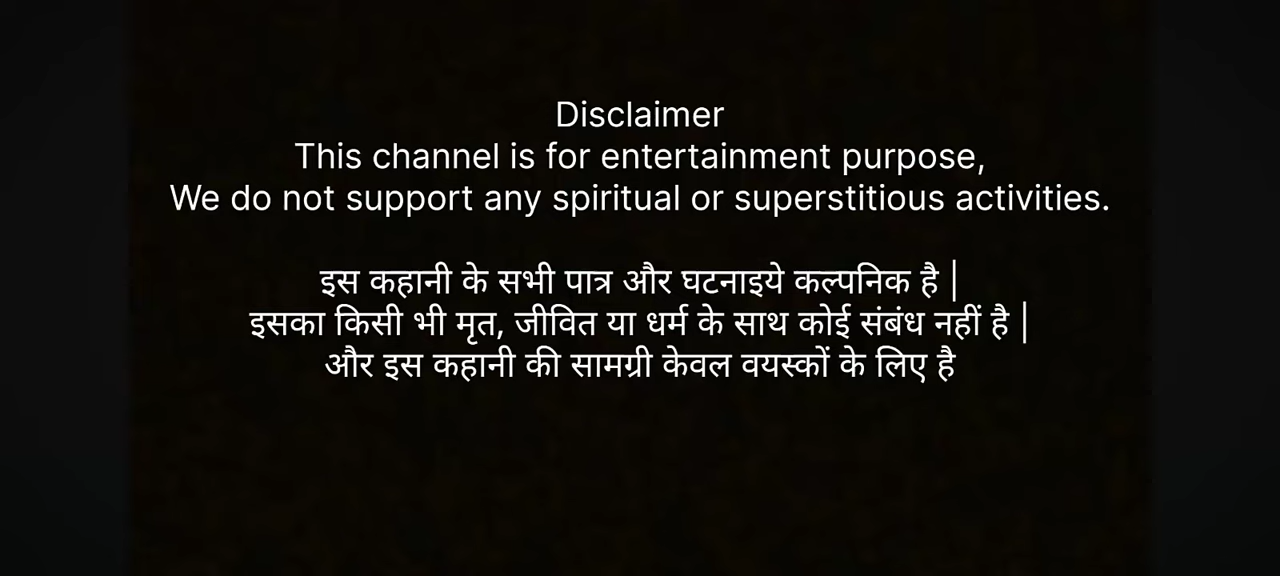 Disclaimer
This channel is for entertainment purpose,
We do not support any spiritual or superstitious activities.
इस कहानी के सभी पात्र और घटनाइये कल्पनिक है |
इसका किसी भी मृत, जीवित या धर्म के साथ कोई संबंध नहीं है |
और इस कहानी की सामग्री केवल वयस्कों के लिए है